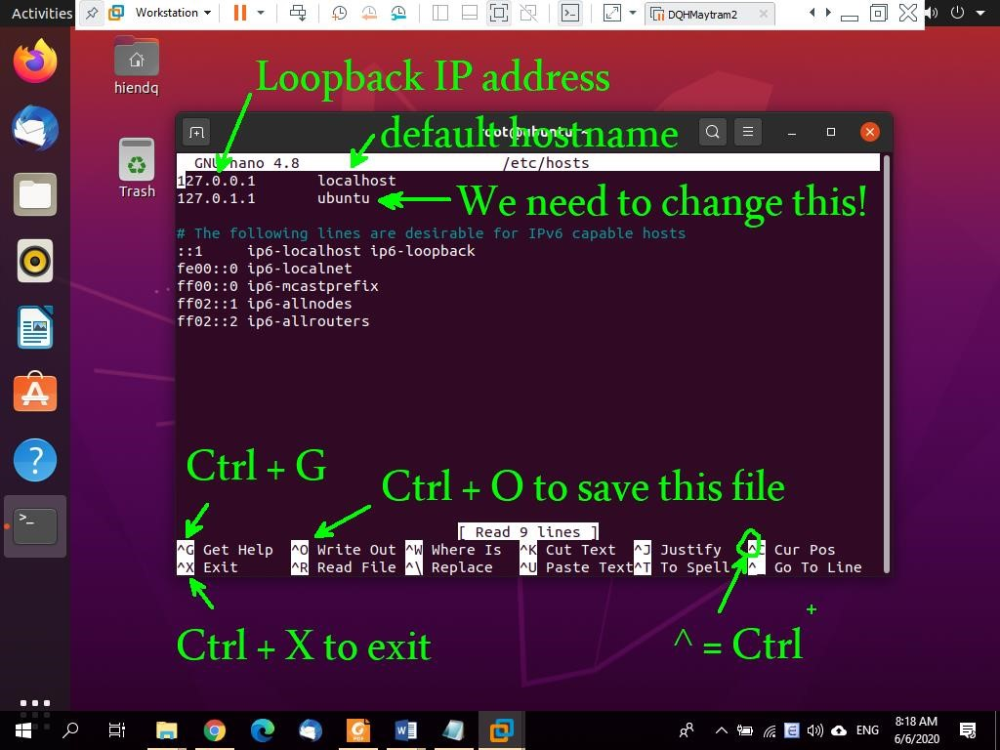 Activities
Workstation
DQHMaytram2
hiendq
Trash
Loopback IP address
default hostname
GNU nano 4.8 /etc/hosts
127.0.0.1 localhost
127.0.1.1 ubuntu
We need to change this!
# The following lines are desirable for IPv6 capable hosts
::1 ip6-localhost ip6-loopback
fe00::0 ip6-localnet
ff00::0 ip6-mcastprefix
ff02::1 ip6-allnodes
ff02::2 ip6-allrouters
Ctrl + G
Ctrl + O to save this file
[ Read 9 lines ]
^G Get Help ^O Write Out ^W Where Is ^K Cut Text ^J Justify ^C Cur Pos
^X Exit ^R Read File ^\ Replace ^U Paste Text ^T To Spell ^_ Go To Line
Ctrl + X to exit
^ = Ctrl
ENG
8:18 AM
6/6/2020